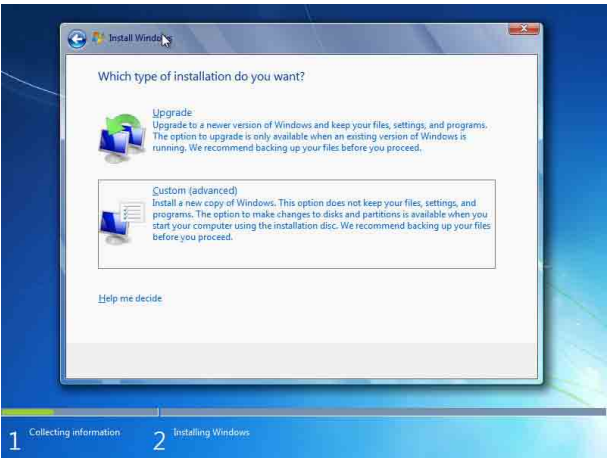 Install Windows
Which type of installation do you want?
Upgrade
Upgrade to a newer version of Windows and keep your files, settings, and programs.
The option to upgrade is only available when an existing version of Windows is
running. We recommend backing up your files before you proceed.
Custom (advanced)
Install a new copy of Windows. This option does not keep your files, settings, and
programs. The option to make changes to disks and partitions is available when you
start your computer using the installation disc. We recommend backing up your files
before you proceed.
Help me decide
1 Collecting information
2 Installing Windows